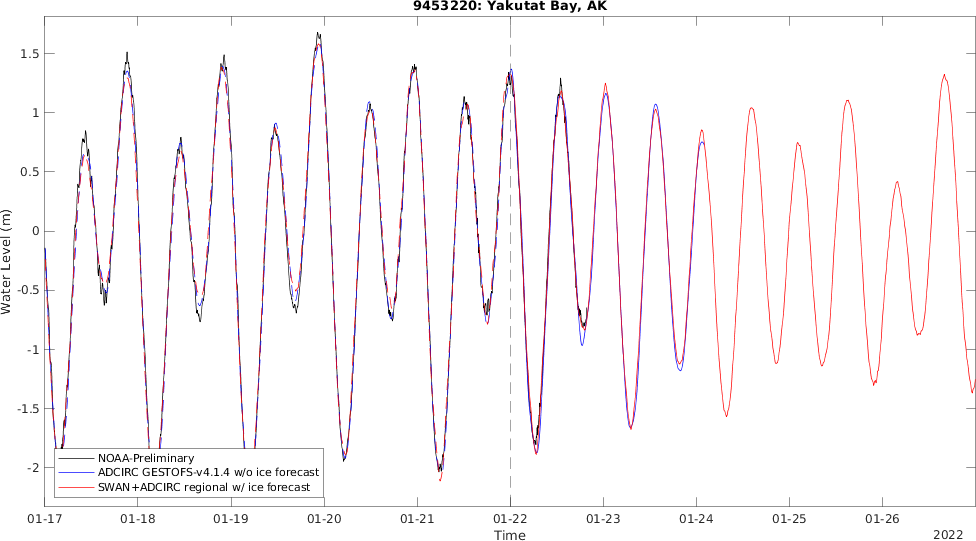 9453220: Yakutat Bay, AK
Water Level (m)
1.5
1
0.5
0
-0.5
-1
-1.5
-2
NOAA-Preliminary
ADCIRC GESTOFS-v4.1.4 w/o ice forecast
SWAN+ADCIRC regional w/ ice forecast
01-17 01-18 01-19 01-20 01-21 01-22 01-23 01-24 01-25 01-26
Time
2022